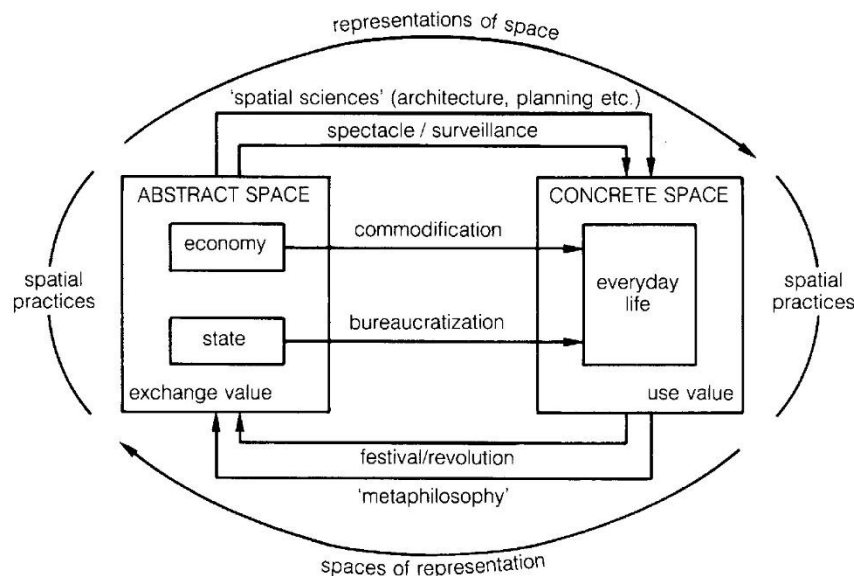 representations of space
'spatial sciences' (architecture, planning etc.)
spectacle / surveillance
ABSTRACT SPACE
CONCRETE SPACE
economy
commodification
everyday
life
spatial
practices
spatial
practices
state
bureaucratization
exchange value
use value
festival/revolution
'metaphilosophy'
spaces of representation